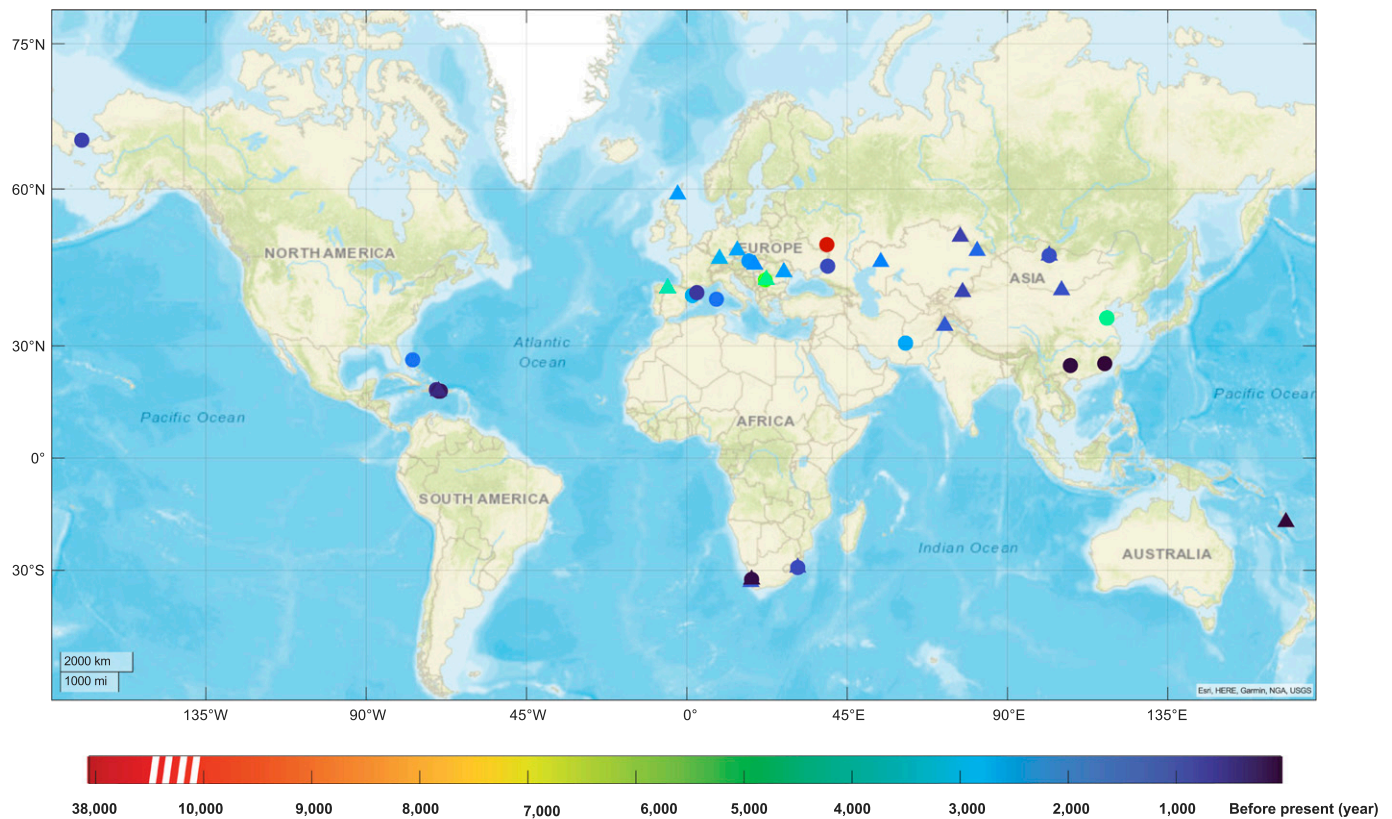 75°N
60°N
30°N
0°
30°S
NORTH AMERICA
EUROPE
ASIA
Atlantic
Ocean
Pacific Ocean
Pacific Ocean
AFRICA
SOUTH AMERICA
Indian Ocean
AUSTRALIA
2000 km
1000 mi
Esri, HERE, Garmin, NGA, USGS
135°W 90°W 45°W 0° 45°E 90°E 135°E
38,000 10,000 9,000 8,000 7,000 6,000 5,000 4,000 3,000 2,000 1,000 Before present (year)